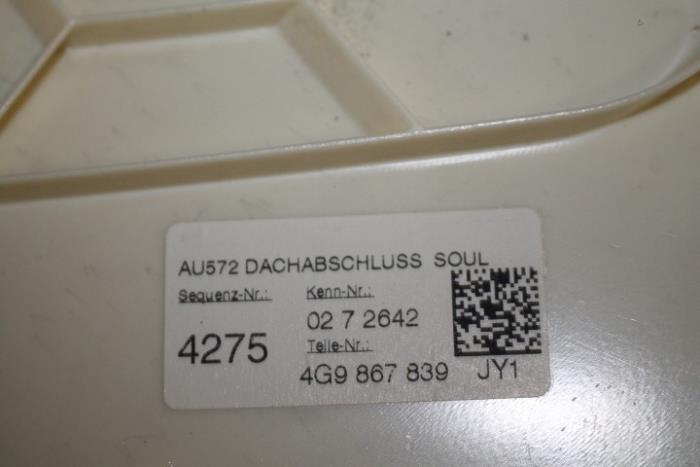 AU572 DACHABSCHLUSS SOUL
Sequenz-Nr.: Kenn-Nr.:
02 7 2642
4275 Teile-Nr.:
4G9 867 839 JY1